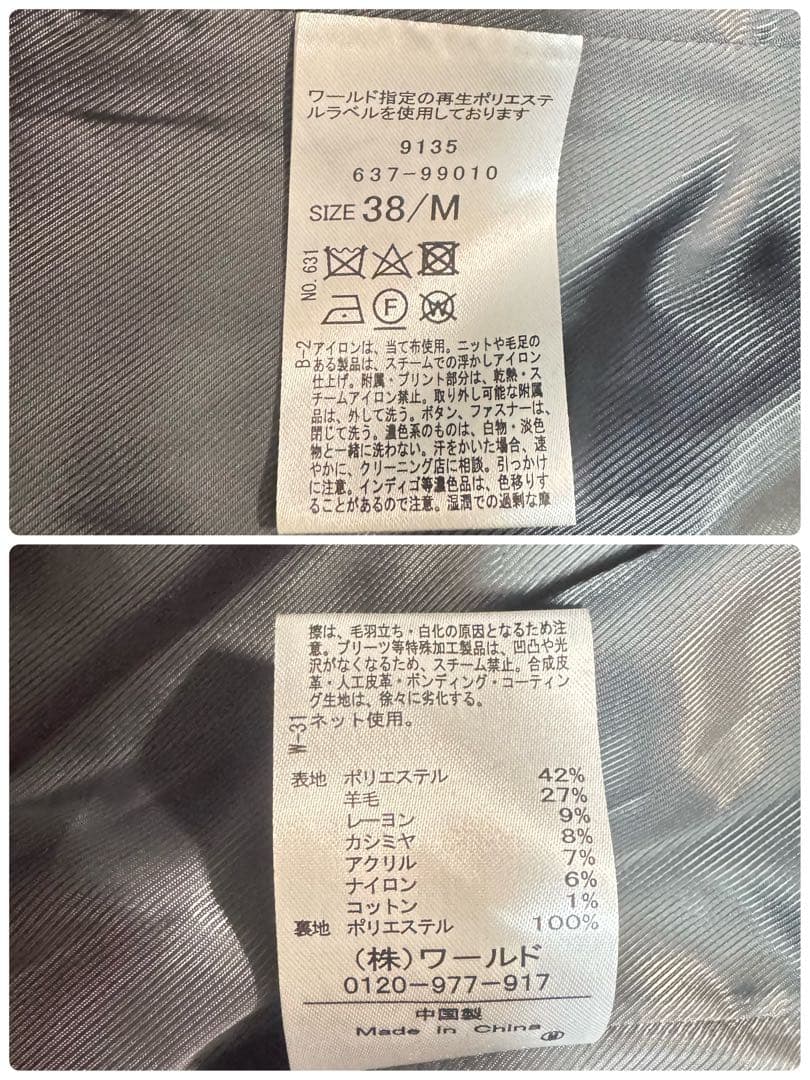 ワールド指定の再生ポリエステ
ルラベルを使用しております
9135
637-99010
SIZE 38/M
NO. 631
F
W
B-2
アイロンは、当て布使用。ニットや毛足の
ある製品は、スチームでの浮かしアイロン
仕上げ。附属・プリント部分は、乾熱・ス
チームアイロン禁止。取り外し可能な附属
品は、外して洗う。ボタン、ファスナーは、
閉じて洗う。濃色系のものは、白物・淡色
物と一緒に洗わない。汗をかいた場合、速
やかに、クリーニング店に相談。引っかけ
に注意。インディゴ等濃色品は、色移りす
ることがあるので注意。湿潤での過剰な摩
擦は、毛羽立ち・白化の原因となるため注
意。プリーツ等特殊加工製品は、凹凸や光
沢がなくなるため、スチーム禁止。合成皮
革・人工皮革・ボンディング・コーティン
グ生地は、徐々に劣化する。
W-31
ネット使用。
表地 ポリエステル 42%
羊毛 27%
レーヨン 9%
カシミヤ 8%
アクリル 7%
ナイロン 6%
コットン 1%
裏地 ポリエステル 100%
(株)ワールド
0120-977-917
中国製
Made in China